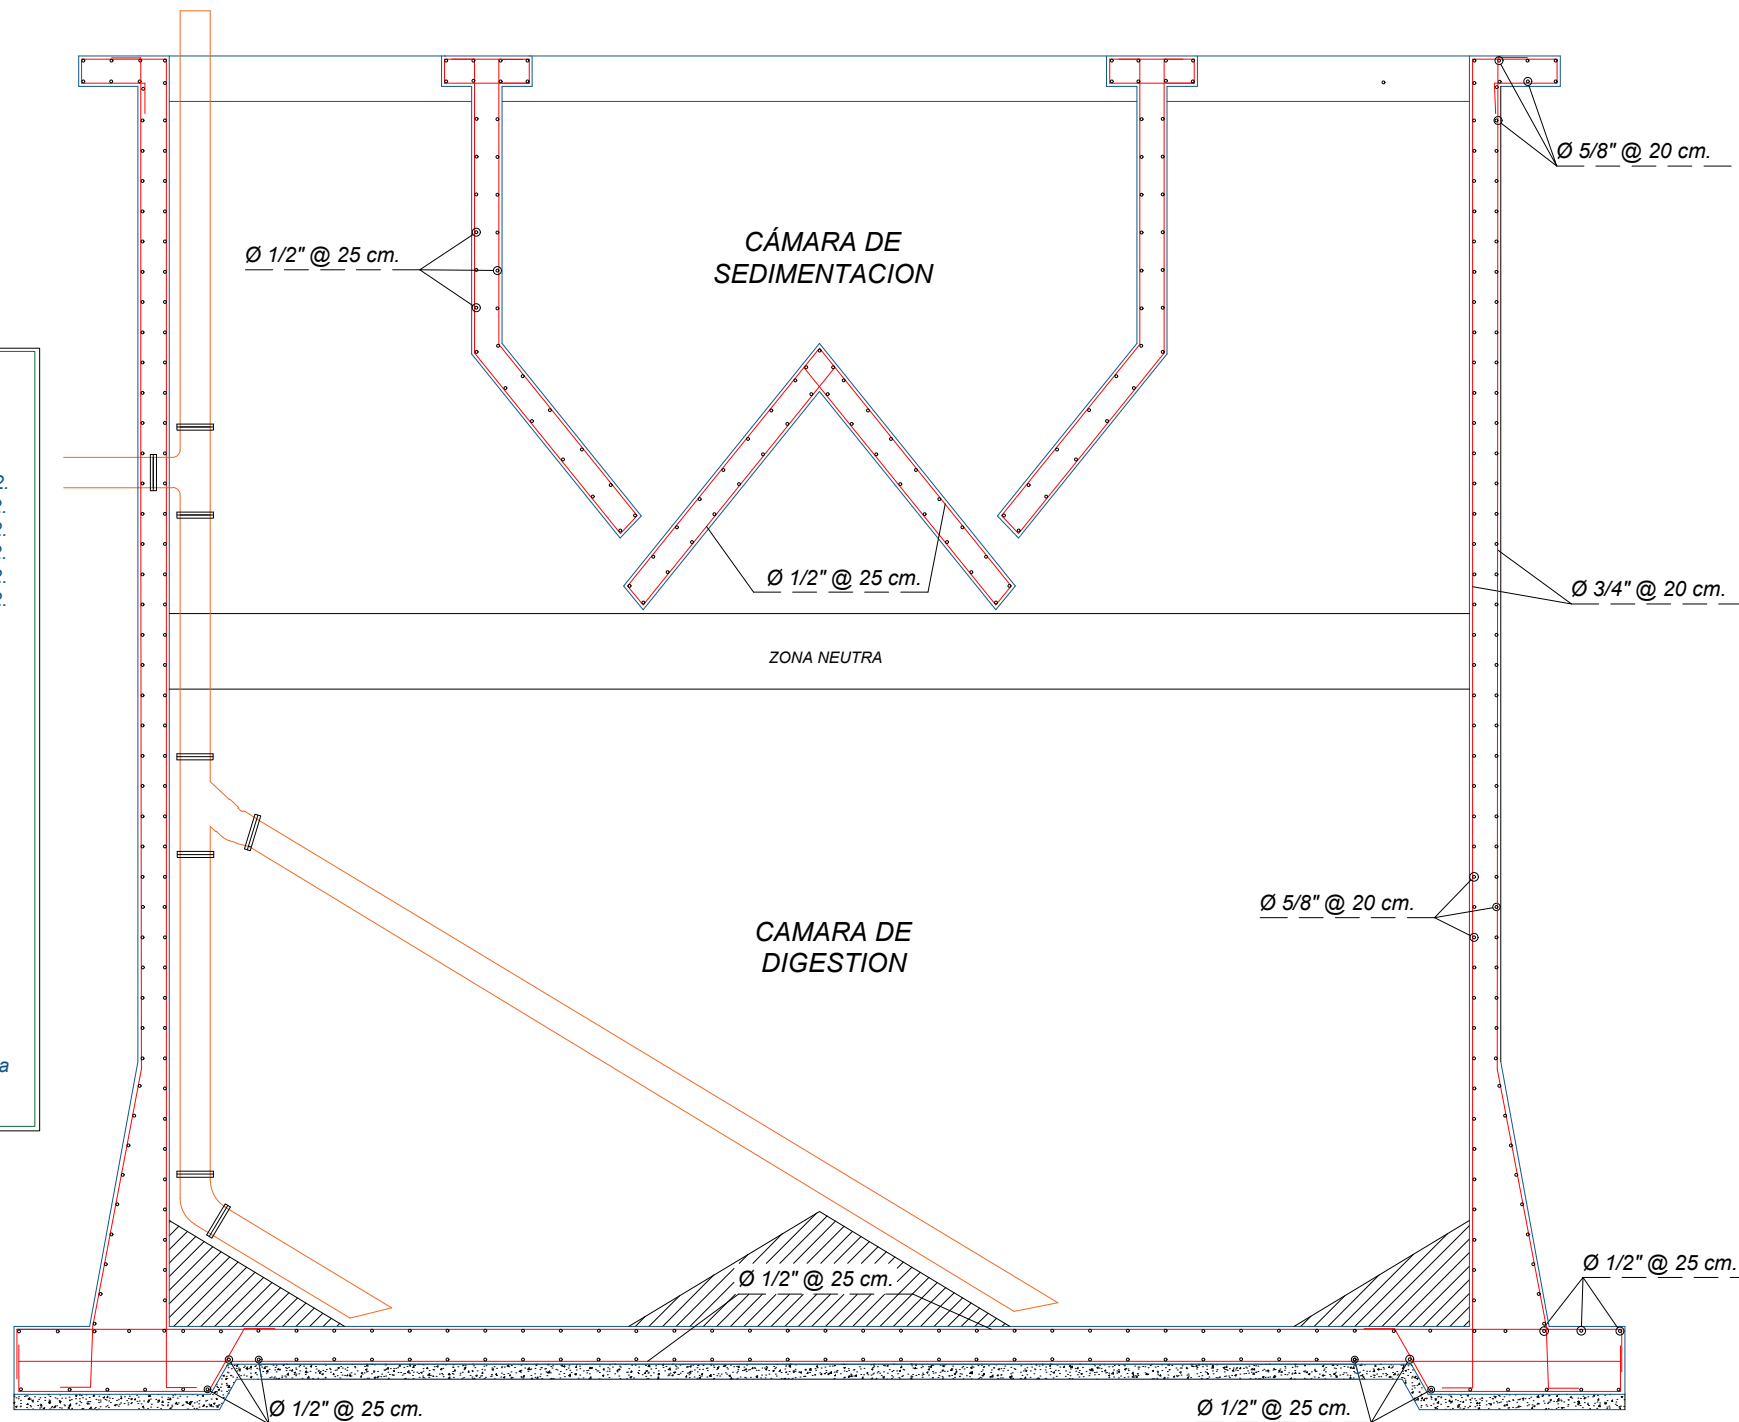 Ø 5/8" @ 20 cm.
CÁMARA DE
SEDIMENTACION
Ø 1/2" @ 25 cm.
Ø 1/2" @ 25 cm.
Ø 3/4" @ 20 cm.
ZONA NEUTRA
Ø 5/8" @ 20 cm.
CAMARA DE
DIGESTION
a
Ø 1/2" @ 25 cm.
Ø 1/2" @ 25 cm.
Ø 1/2" @ 25 cm.
Ø 1/2" @ 25 cm.